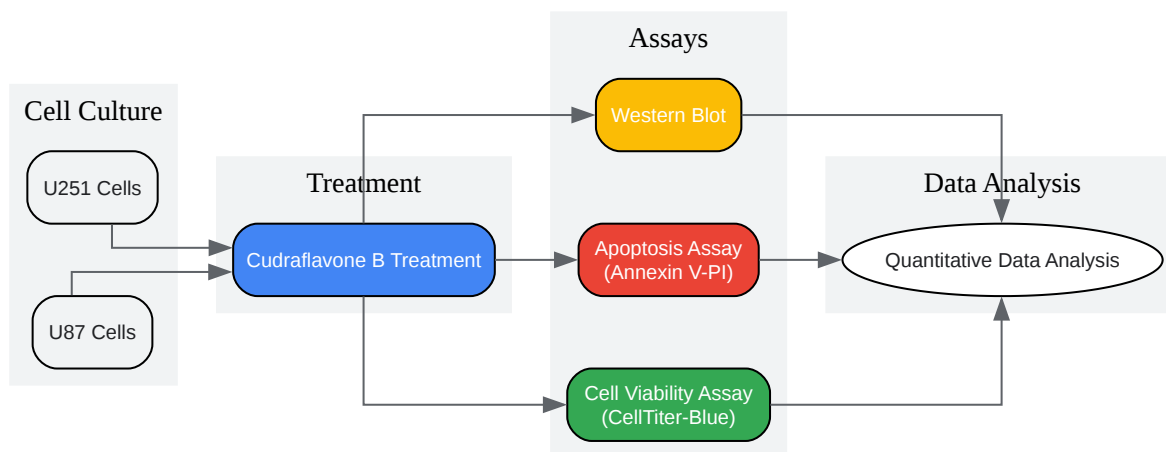 Cell Culture
U251 Cells
U87 Cells
Treatment
Cudraflavone B Treatment
Assays
Western Blot
Apoptosis Assay
(Annexin V-PI)
Cell Viability Assay
(CellTiter-Blue)
Data Analysis
Quantitative Data Analysis